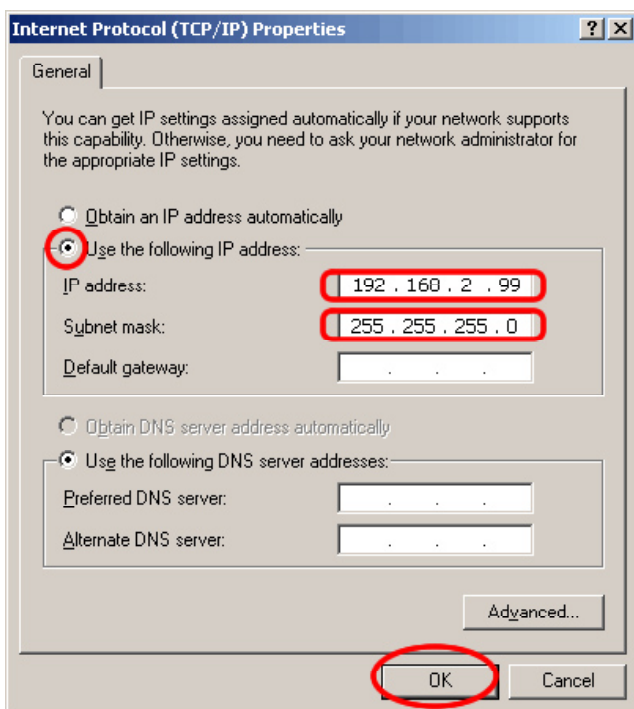 Internet Protocol (TCP/IP) Properties
General
You can get IP settings assigned automatically if your network supports
this capability. Otherwise, you need to ask your network administrator for
the appropriate IP settings.
Obtain an IP address automatically
Use the following IP address:
IP address: 192 . 160 . 2 . 99
Subnet mask: 255 . 255 . 255 . 0
Default gateway: . . .
Obtain DNS server address automatically
Use the following DNS server addresses:
Preferred DNS server: . . .
Alternate DNS server: . . .
Advanced...
OK Cancel